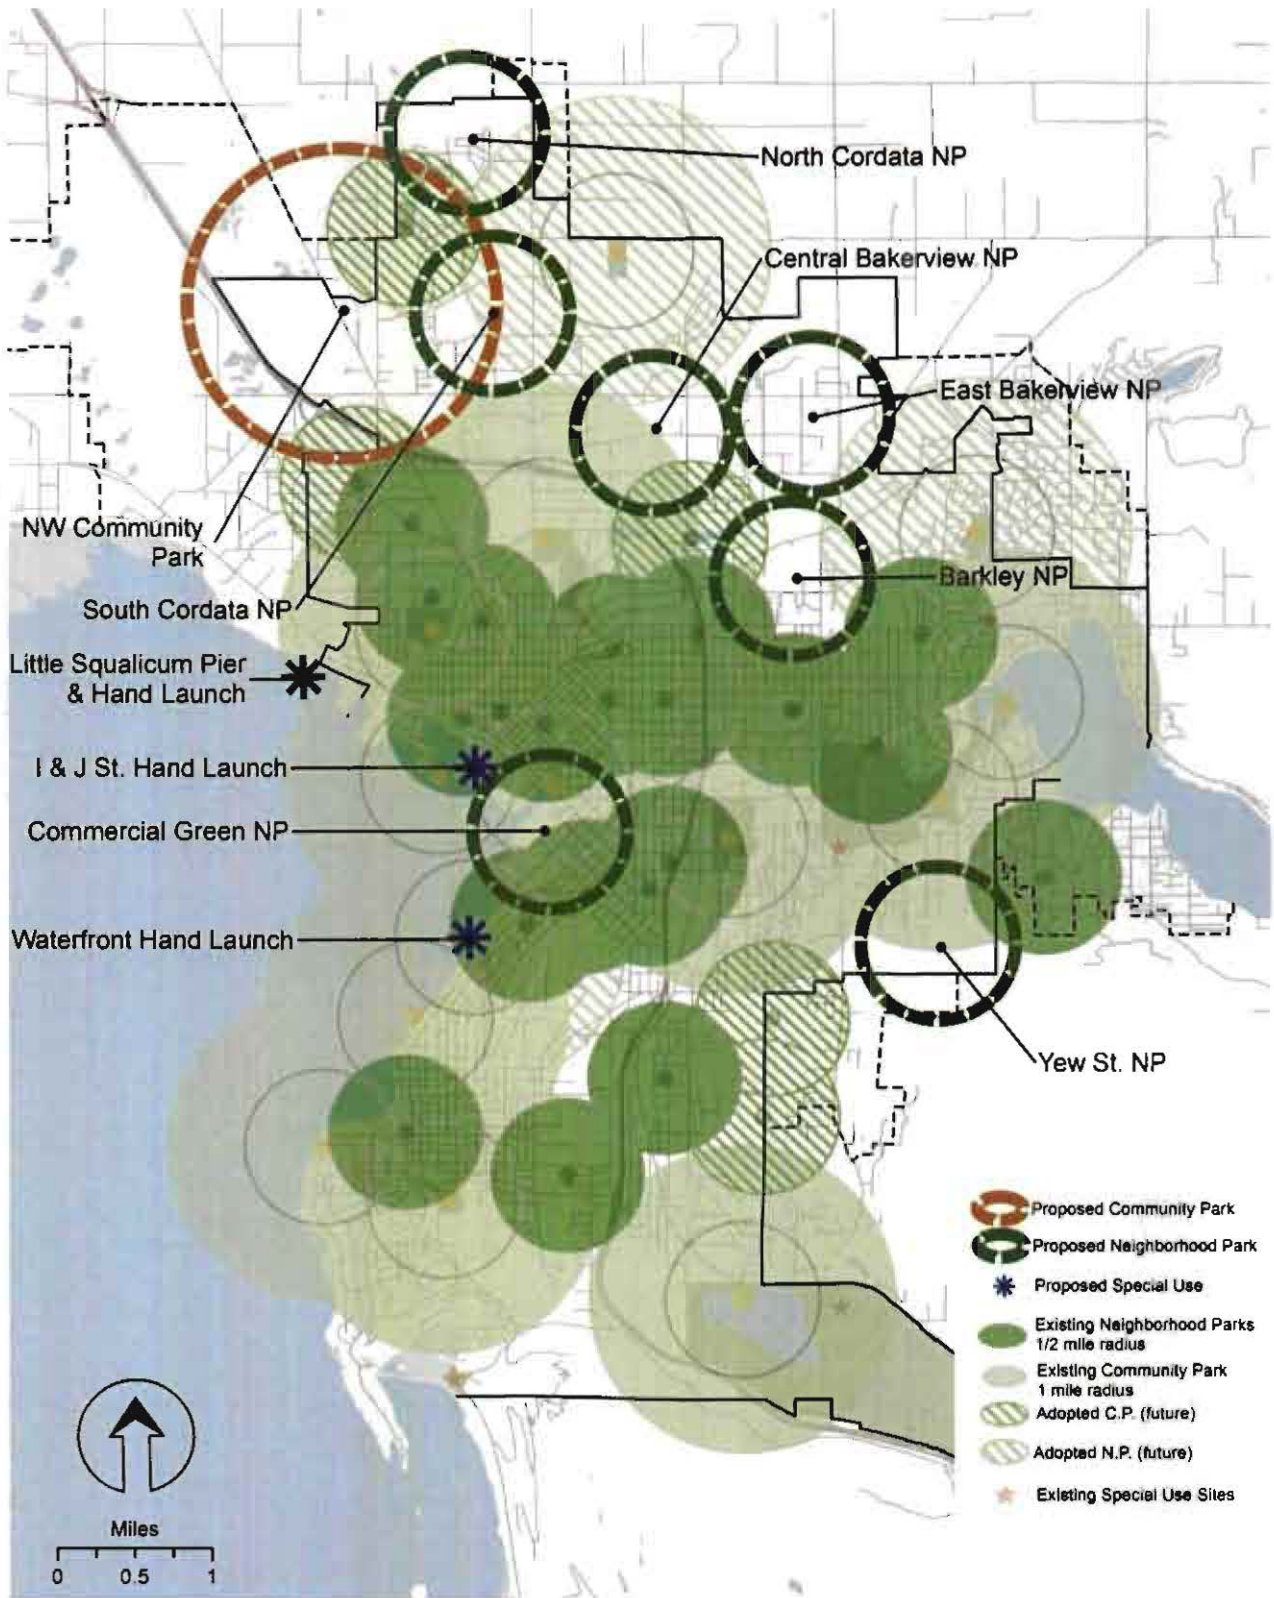 North Cordata NP
Central Bakerview NP
East Bakerview NP
NW Community
Park
Barkley NP
South Cordata NP
Little Squalicum Pier
& Hand Launch
I & J St. Hand Launch
Commercial Green NP
Waterfront Hand Launch
Yew St. NP
Proposed Community Park
Proposed Neighborhood Park
Proposed Special Use
Existing Neighborhood Parks
1/2 mile radius
Existing Community Park
1 mile radius
Adopted C.P. (future)
Adopted N.P. (future)
Existing Special Use Sites
Miles
0 0.5 1